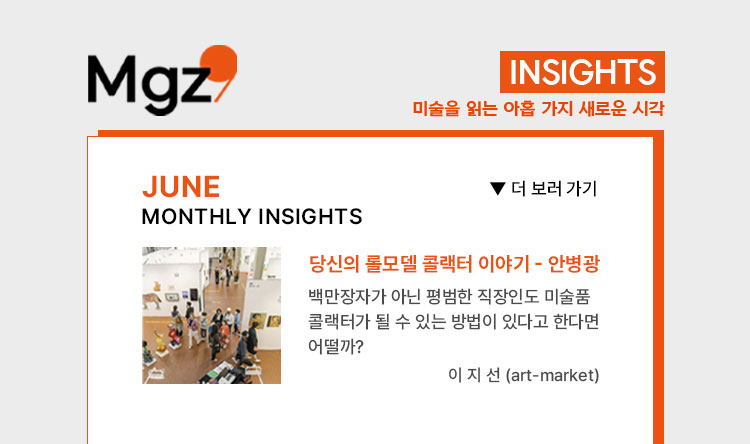 Mgz9
INSIGHTS
미술을 읽는 아홉 가지 새로운 시각
JUNE
▼ 더 보러 가기
MONTHLY INSIGHTS
당신의 롤모델 콜랙터 이야기 - 안병광
백만장자가 아닌 평범한 직장인도 미술품
콜랙터가 될 수 있는 방법이 있다고 한다면
어떨까?
이 지 선 (art-market)